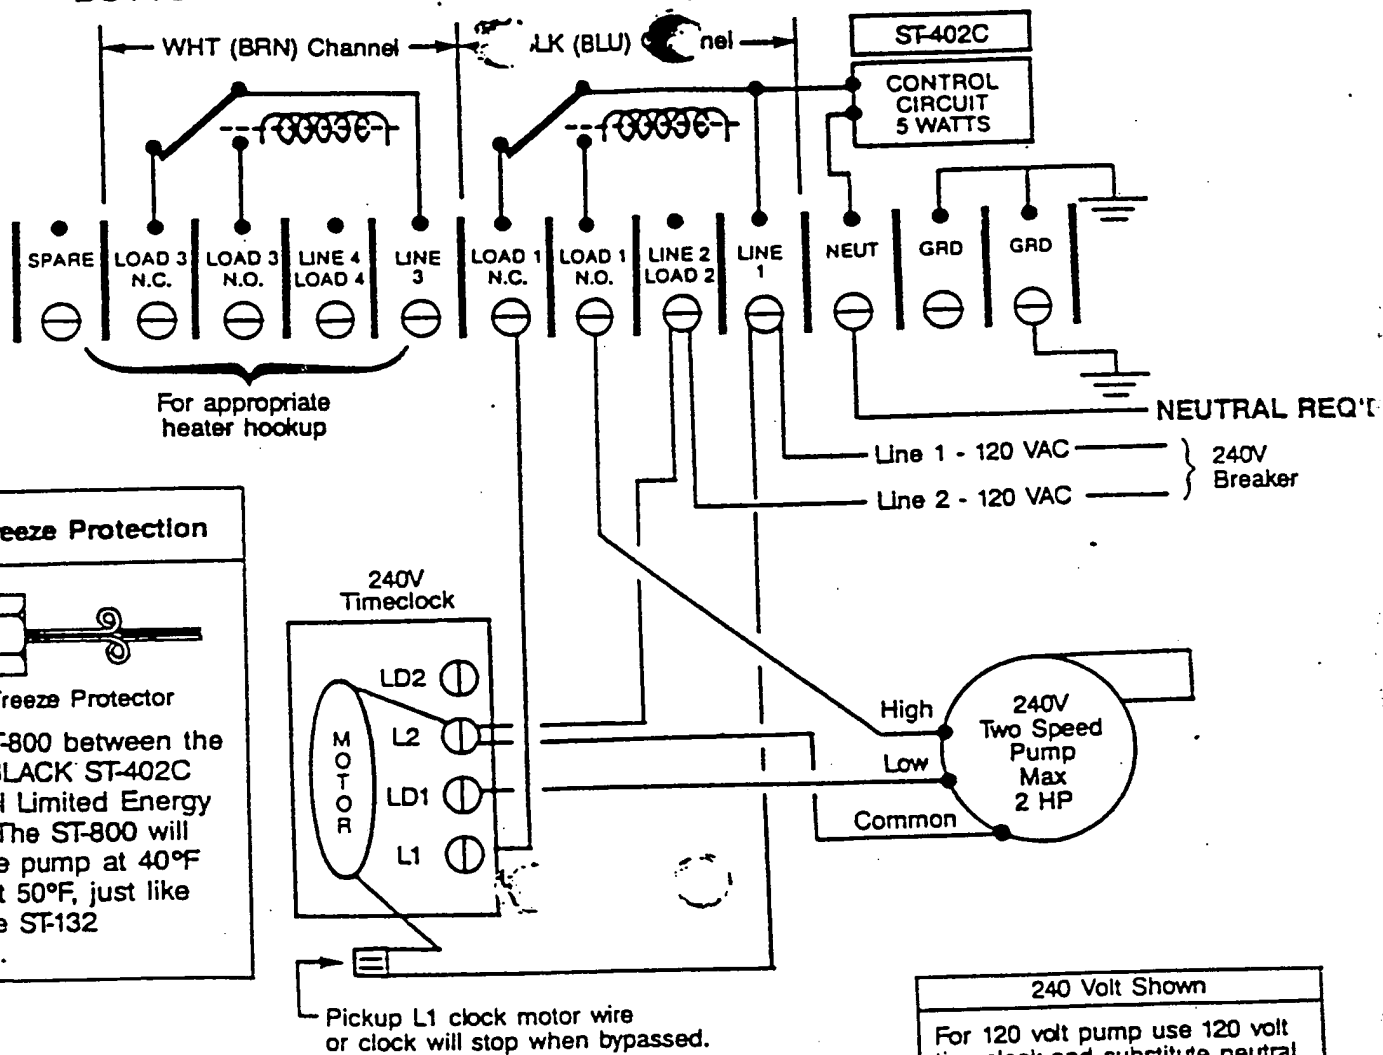 WHT (BRN) Channel
LK (BLU) nel
ST-402C
CONTROL
CIRCUIT
5 WATTS
SPARE
LOAD 3
N.C.
LOAD 3
N.O.
LINE 4
LOAD 4
LINE
3
LOAD 1
N.C.
LOAD 1
N.O.
LINE 2
LOAD 2
LINE
1
NEUT
GRD
GRD
For appropriate
heater hookup
NEUTRAL REQ'D
Line 1 - 120 VAC
Line 2 - 120 VAC
240V
Breaker
eeze Protection
reeze Protector
-800 between the
BLACK ST-402C
Limited Energy
The ST-800 will
e pump at 40°F
t 50°F, just like
e ST-132
.
240V
Timeclock
LD2
L2
LD1
L1
MOTOR
High
Low
Common
240V
Two Speed
Pump
Max
2 HP
Pickup L1 clock motor wire
or clock will stop when bypassed.
240 Volt Shown
For 120 volt pump use 120 volt
clock and substitute neutral